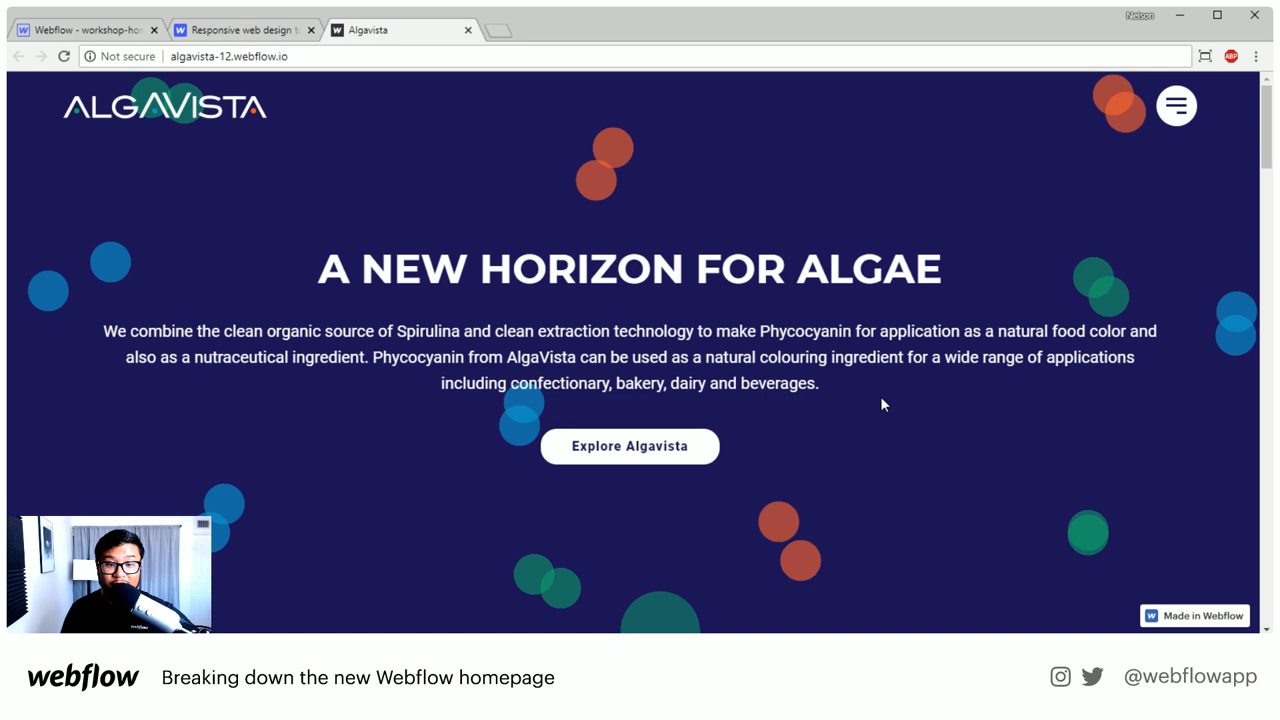 Nelson
Webflow - workshop-hor
Responsive web design t
Algavista
Not secure
algavista-12.webflow.io
ABP
ALGAVISTA
A NEW HORIZON FOR ALGAE
We combine the clean organic source of Spirulina and clean extraction technology to make Phycocyanin for application as a natural food color and
also as a nutraceutical ingredient. Phycocyanin from AlgaVista can be used as a natural colouring ingredient for a wide range of applications
including confectionary, bakery, dairy and beverages.
Explore Algavista
webflow
Made in Webflow
webflow
Breaking down the new Webflow homepage
@webflowapp